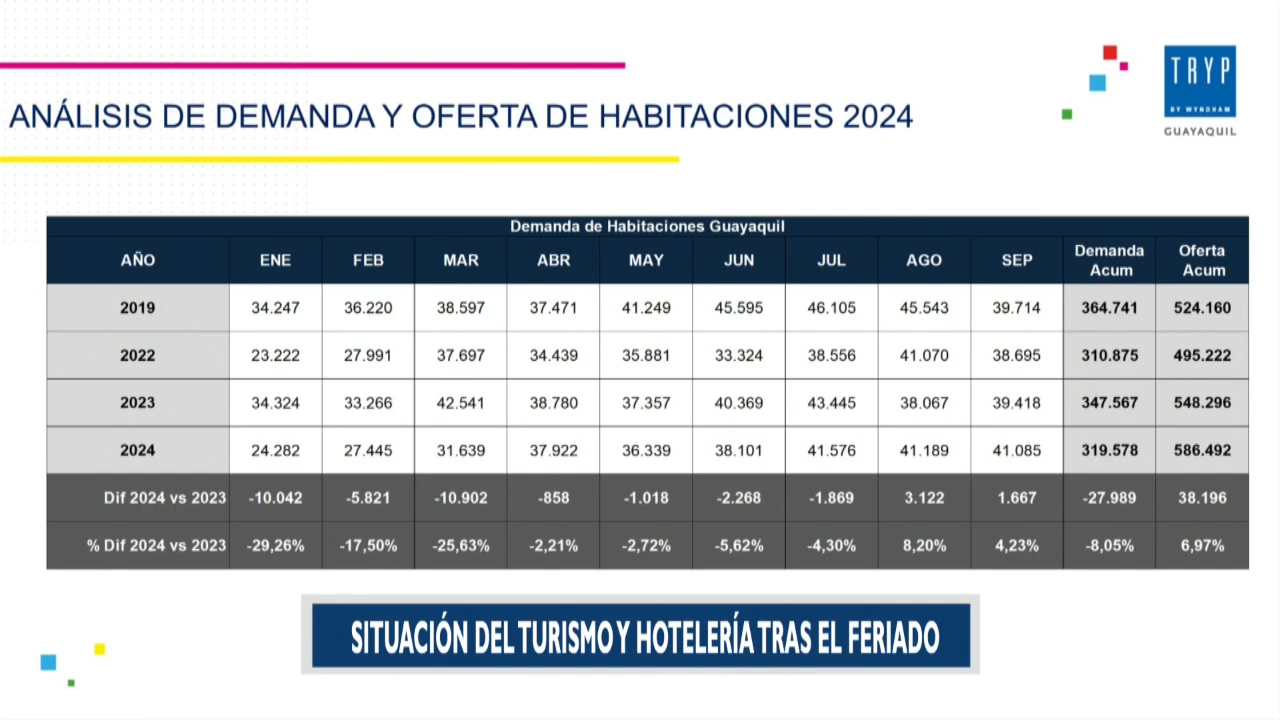 TRYP
BY WYNDHAM
GUAYAQUIL
ANÁLISIS DE DEMANDA Y OFERTA DE HABITACIONES 2024
Demanda de Habitaciones Guayaquil
AÑO ENE FEB MAR ABR MAY JUN JUL AGO SEP Demanda Acum Oferta Acum
2019 34.247 36.220 38.597 37.471 41.249 45.595 46.105 45.543 39.714 364.741 524.160
2022 23.222 27.991 37.697 34.439 35.881 33.324 38.556 41.070 38.695 310.875 495.222
2023 34.324 33.266 42.541 38.780 37.357 40.369 43.445 38.067 39.418 347.567 548.296
2024 24.282 27.445 31.639 37.922 36.339 38.101 41.576 41.189 41.085 319.578 586.492
Dif 2024 vs 2023 -10.042 -5.821 -10.902 -858 -1.018 -2.268 -1.869 3.122 1.667 -27.989 38.196
% Dif 2024 vs 2023 -29,26% -17,50% -25,63% -2,21% -2,72% -5,62% -4,30% 8,20% 4,23% -8,05% 6,97%
SITUACIÓN DEL TURISMO Y HOTELERÍA TRAS EL FERIADO